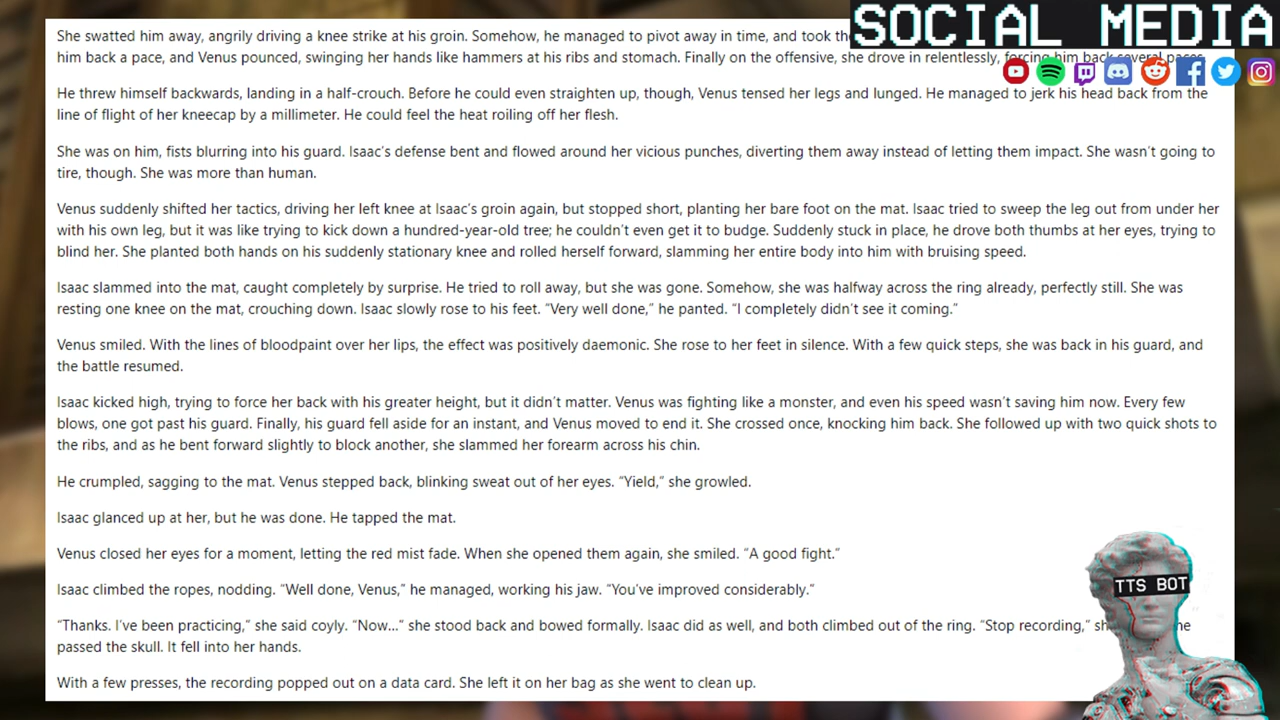 SOCIAL MEDIA
She swatted him away, angrily driving a knee strike at his groin. Somehow, he managed to pivot away in time, and took the
him back a pace, and Venus pounced, swinging her hands like hammers at his ribs and stomach. Finally on the offensive, she drove in relentlessly, forcing him back several paces.
He threw himself backwards, landing in a half-crouch. Before he could even straighten up, though, Venus tensed her legs and lunged. He managed to jerk his head back from the
line of flight of her kneecap by a millimeter. He could feel the heat roiling off her flesh.
She was on him, fists blurring into his guard. Isaac’s defense bent and flowed around her vicious punches, diverting them away instead of letting them impact. She wasn’t going to
tire, though. She was more than human.
Venus suddenly shifted her tactics, driving her left knee at Isaac’s groin again, but stopped short, planting her bare foot on the mat. Isaac tried to sweep the leg out from under her
with his own leg, but it was like trying to kick down a hundred-year-old tree; he couldn’t even get it to budge. Suddenly stuck in place, he drove both thumbs at her eyes, trying to
blind her. She planted both hands on his suddenly stationary knee and rolled herself forward, slamming her entire body into him with bruising speed.
Isaac slammed into the mat, caught completely by surprise. He tried to roll away, but she was gone. Somehow, she was halfway across the ring already, perfectly still. She was
resting one knee on the mat, crouching down. Isaac slowly rose to his feet. “Very well done,” he panted. “I completely didn’t see it coming.”
Venus smiled. With the lines of bloodpaint over her lips, the effect was positively daemonic. She rose to her feet in silence. With a few quick steps, she was back in his guard, and
the battle resumed.
Isaac kicked high, trying to force her back with his greater height, but it didn’t matter. Venus was fighting like a monster, and even his speed wasn’t saving him now. Every few
blows, one got past his guard. Finally, his guard fell aside for an instant, and Venus moved to end it. She crossed once, knocking him back. She followed up with two quick shots to
the ribs, and as he bent forward slightly to block another, she slammed her forearm across his chin.
He crumpled, sagging to the mat. Venus stepped back, blinking sweat out of her eyes. “Yield,” she growled.
Isaac glanced up at her, but he was done. He tapped the mat.
Venus closed her eyes for a moment, letting the red mist fade. When she opened them again, she smiled. “A good fight.”
Isaac climbed the ropes, nodding. “Well done, Venus,” he managed, working his jaw. “You’ve improved considerably.”
“Thanks. I’ve been practicing,” she said coyly. “Now...” she stood back and bowed formally. Isaac did as well, and both climbed out of the ring. “Stop recording,”
passed the skull. It fell into her hands.
With a few presses, the recording popped out on a data card. She left it on her bag as she went to clean up.
TTS BOT